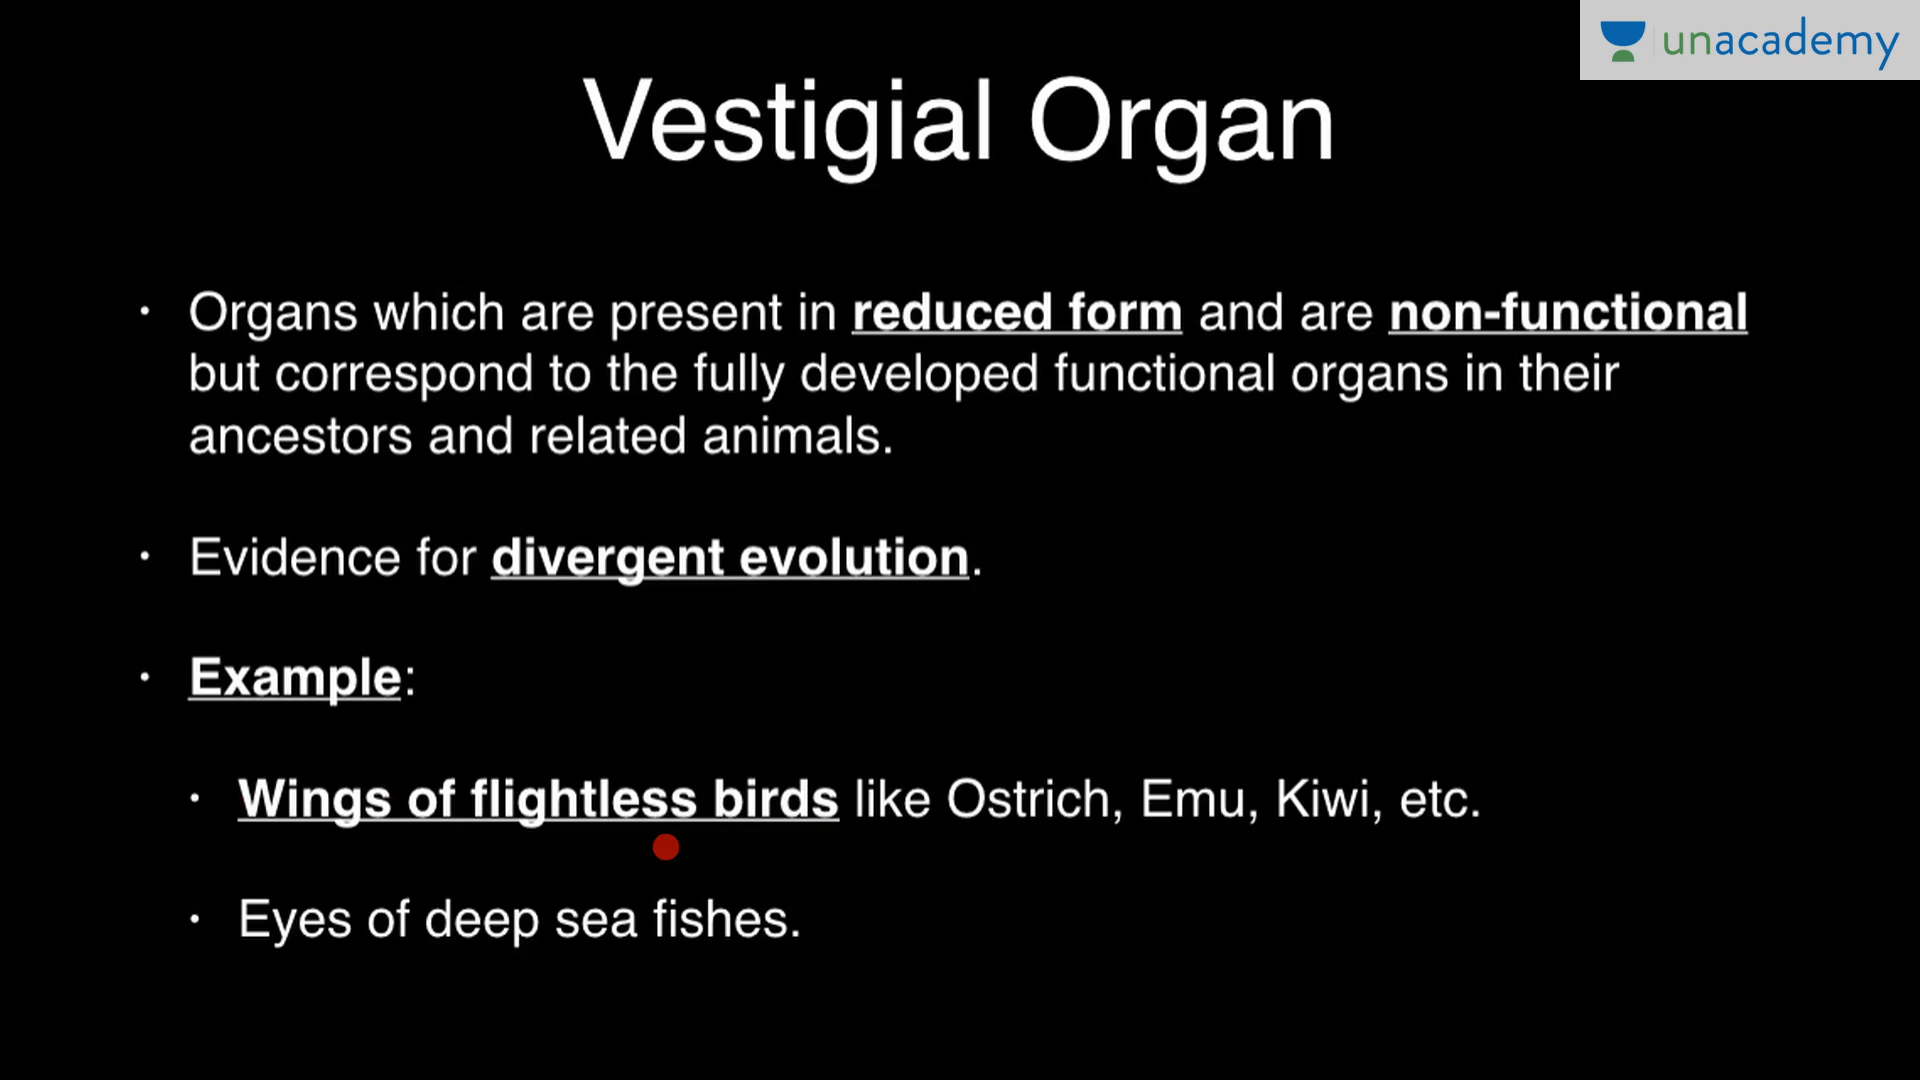 unacademy
Vestigial Organ
• Organs which are present in reduced form and are non-functional
but correspond to the fully developed functional organs in their
ancestors and related animals.
• Evidence for divergent evolution.
• Example:
• Wings of flightless birds like Ostrich, Emu, Kiwi, etc.
• Eyes of deep sea fishes.